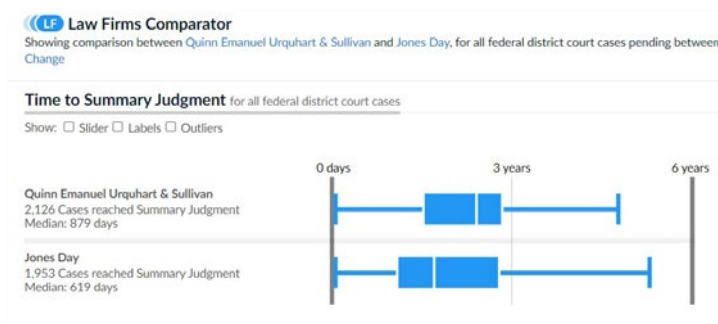 LF Law Firms Comparator
Showing comparison between Quinn Emanuel Urquhart & Sullivan and Jones Day, for all federal district court cases pending between
Change
Time to Summary Judgment for all federal district court cases
Show: Slider Labels Outliers
0 days 3 years 6 years
Quinn Emanuel Urquhart & Sullivan
2,126 Cases reached Summary Judgment
Median: 879 days
Jones Day
1,953 Cases reached Summary Judgment
Median: 619 days